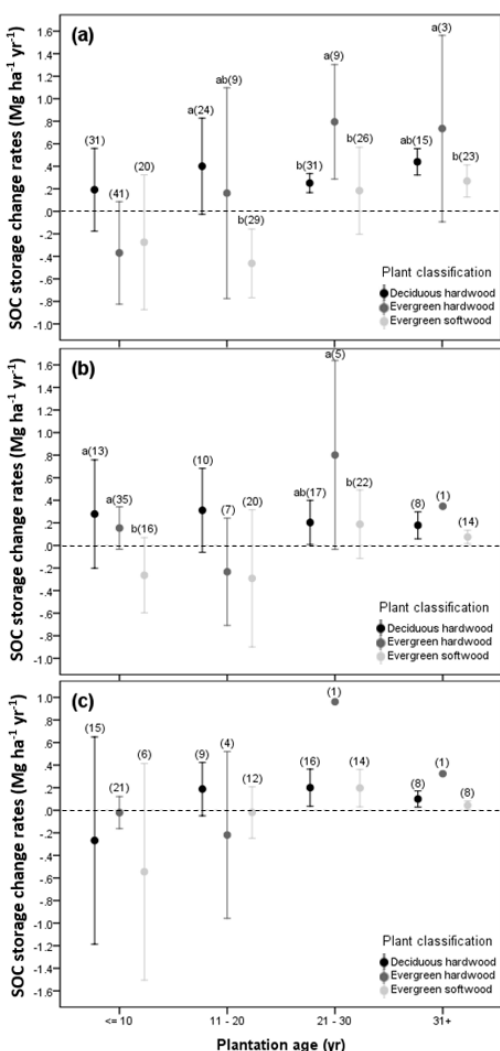 (a)
SOC storage change rates (Mg ha⁻¹ yr⁻¹)
1.6
1.4
1.2
1.0
.8
.6
.4
.2
.0
-.2
-.4
-.6
-.8
-1.0
(31)
(41)
(20)
a(24)
ab(9)
b(29)
b(31)
a(9)
b(26)
ab(15)
a(3)
b(23)
Plant classification
Deciduous hardwood
Evergreen hardwood
Evergreen softwood
(b)
SOC storage change rates (Mg ha⁻¹ yr⁻¹)
1.6
1.4
1.2
1.0
.8
.6
.4
.2
.0
-.2
-.4
-.6
-.8
-1.0
a(13)
a(35)
b(16)
(10)
(7)
(20)
ab(17)
a(5)
b(22)
(8)
(1)
(14)
Plant classification
Deciduous hardwood
Evergreen hardwood
Evergreen softwood
(c)
SOC storage change rates (Mg ha⁻¹ yr⁻¹)
1.0
.8
.6
.4
.2
.0
-.2
-.4
-.6
-.8
-1.0
-1.2
-1.4
-1.6
(15)
(21)
(6)
(9)
(4)
(12)
(16)
(1)
(14)
(8)
(1)
(8)
Plant classification
Deciduous hardwood
Evergreen hardwood
Evergreen softwood
<= 10
11 - 20
21 - 30
31+
Plantation age (yr)